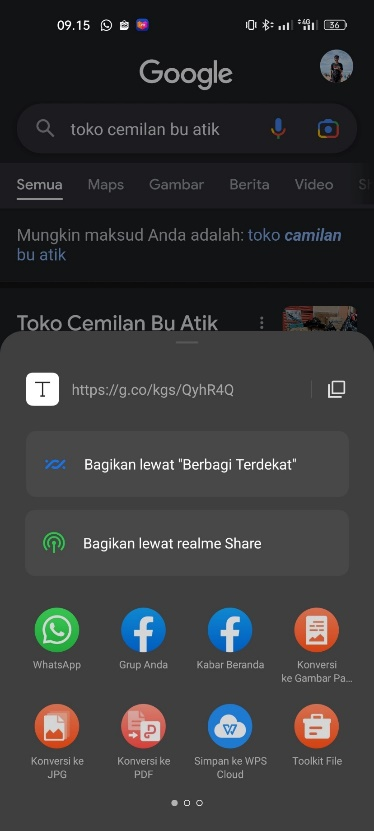 09.15
4G
36
Google
toko cemilan bu atik
Semua Maps Gambar Berita Video
Mungkin maksud Anda adalah: toko camilan
bu atik
Toko Cemilan Bu Atik
T https://g.co/kgs/QyhR4Q
Bagikan lewat "Berbagi Terdekat"
Bagikan lewat realme Share
WhatsApp
Grup Anda
Kabar Beranda
Konversi
ke Gambar Pa...
Konversi ke
JPG
Konversi ke
PDF
Simpan ke WPS
Cloud
Toolkit File